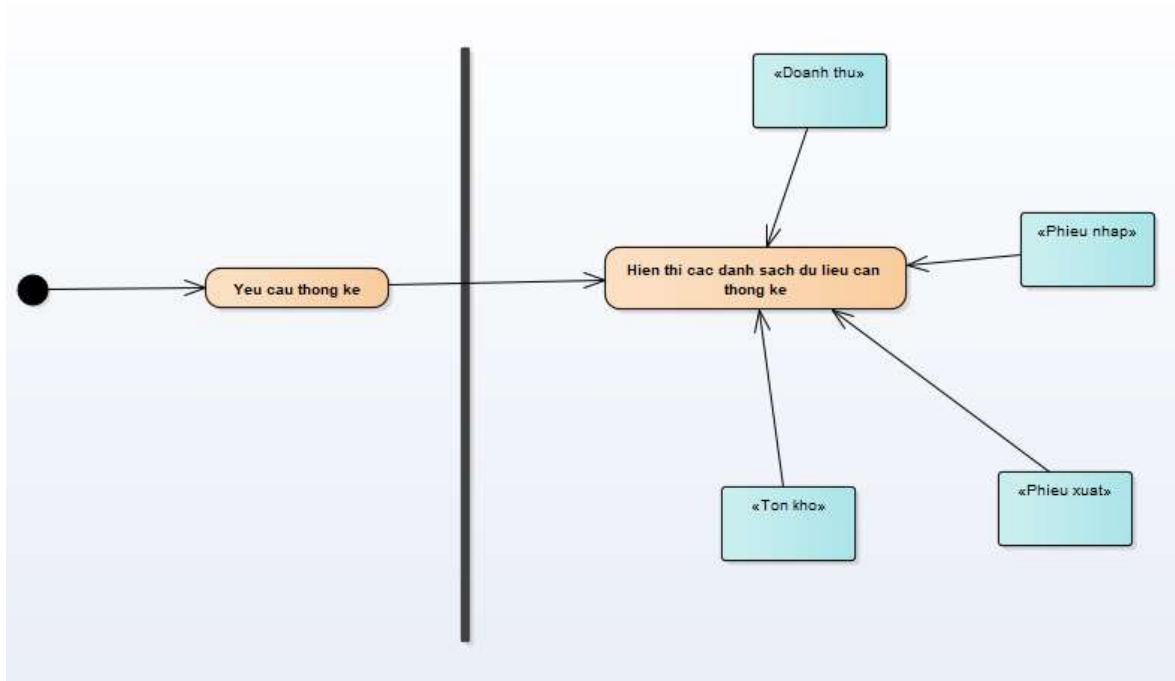 «Doanh thu»
«Phieu nhap»
Yeu cau thong ke
Hien thi cac danh sach du lieu can
thong ke
«Ton kho»
«Phieu xuat»